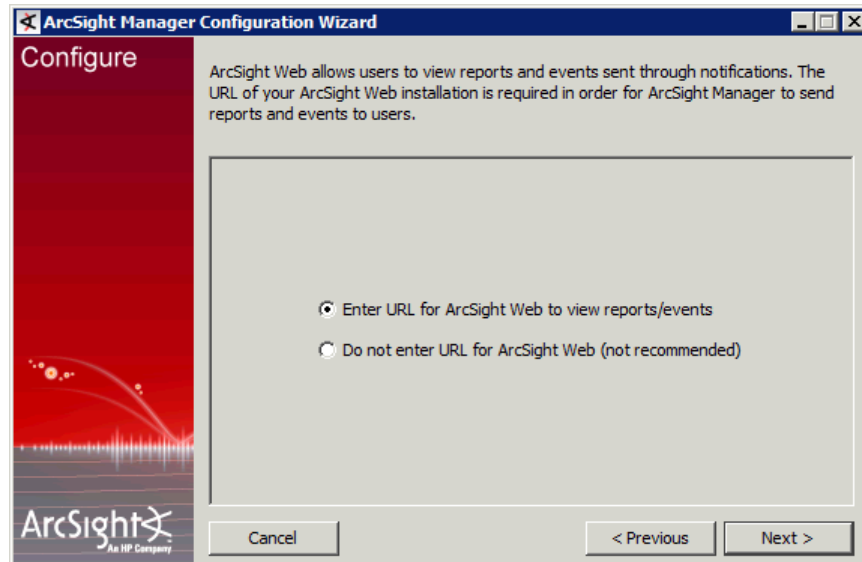 ArcSight Manager Configuration Wizard
Configure
ArcSight Web allows users to view reports and events sent through notifications. The
URL of your ArcSight Web installation is required in order for ArcSight Manager to send
reports and events to users.
Enter URL for ArcSight Web to view reports/events
Do not enter URL for ArcSight Web (not recommended)
ArcSight
An HP Company
Cancel
< Previous
Next >